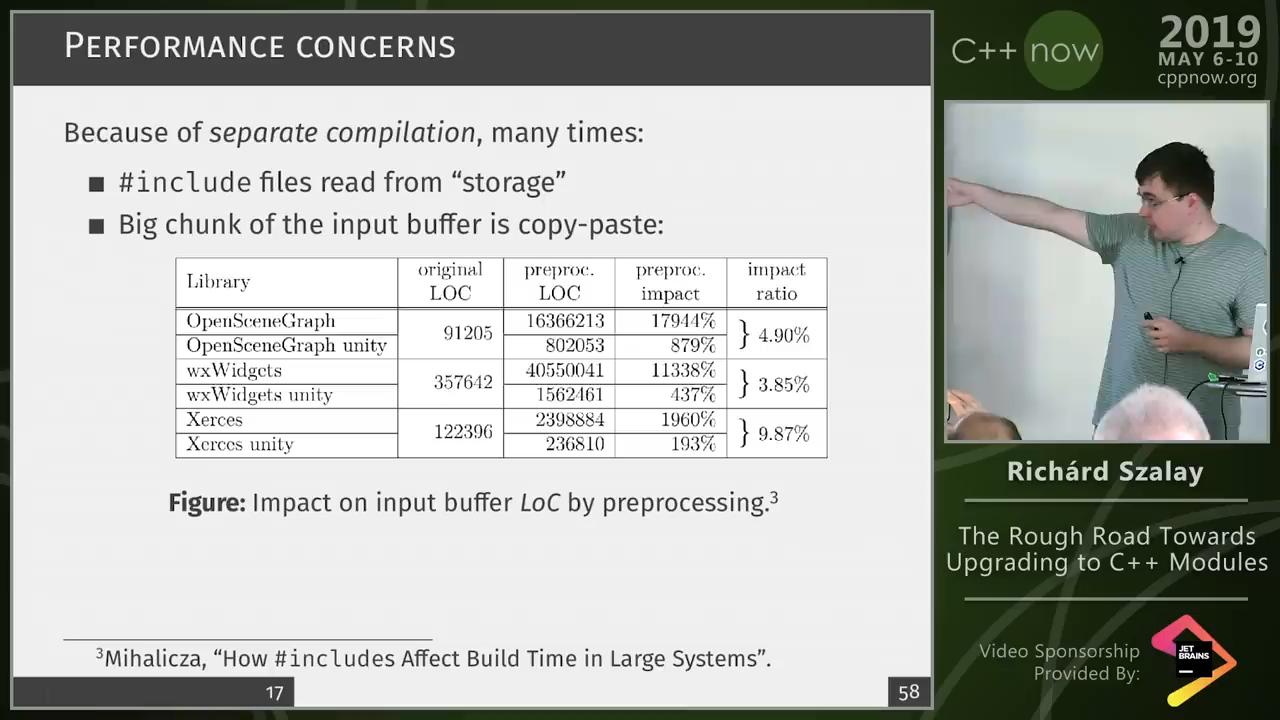 PERFORMANCE CONCERNS
Because of separate compilation, many times:
■ #include files read from “storage”
■ Big chunk of the input buffer is copy-paste:
Library original LOC preproc. LOC preproc. impact impact ratio
OpenSceneGraph 91205 16366213 17944% } 4.90%
OpenSceneGraph unity 802053 879%
wxWidgets 357642 40550041 11338% } 3.85%
wxWidgets unity 1562461 437%
Xerces 122396 2398884 1960% } 9.87%
Xerces unity 236810 193%
Figure: Impact on input buffer LoC by preprocessing.³
³Mihalicza, “How #includes Affect Build Time in Large Systems”.
17
58
C++ now
2019
MAY 6-10
cppnow.org
Richárd Szalay
The Rough Road Towards
Upgrading to C++ Modules
Video Sponsorship
Provided By:
JET
BRAINS